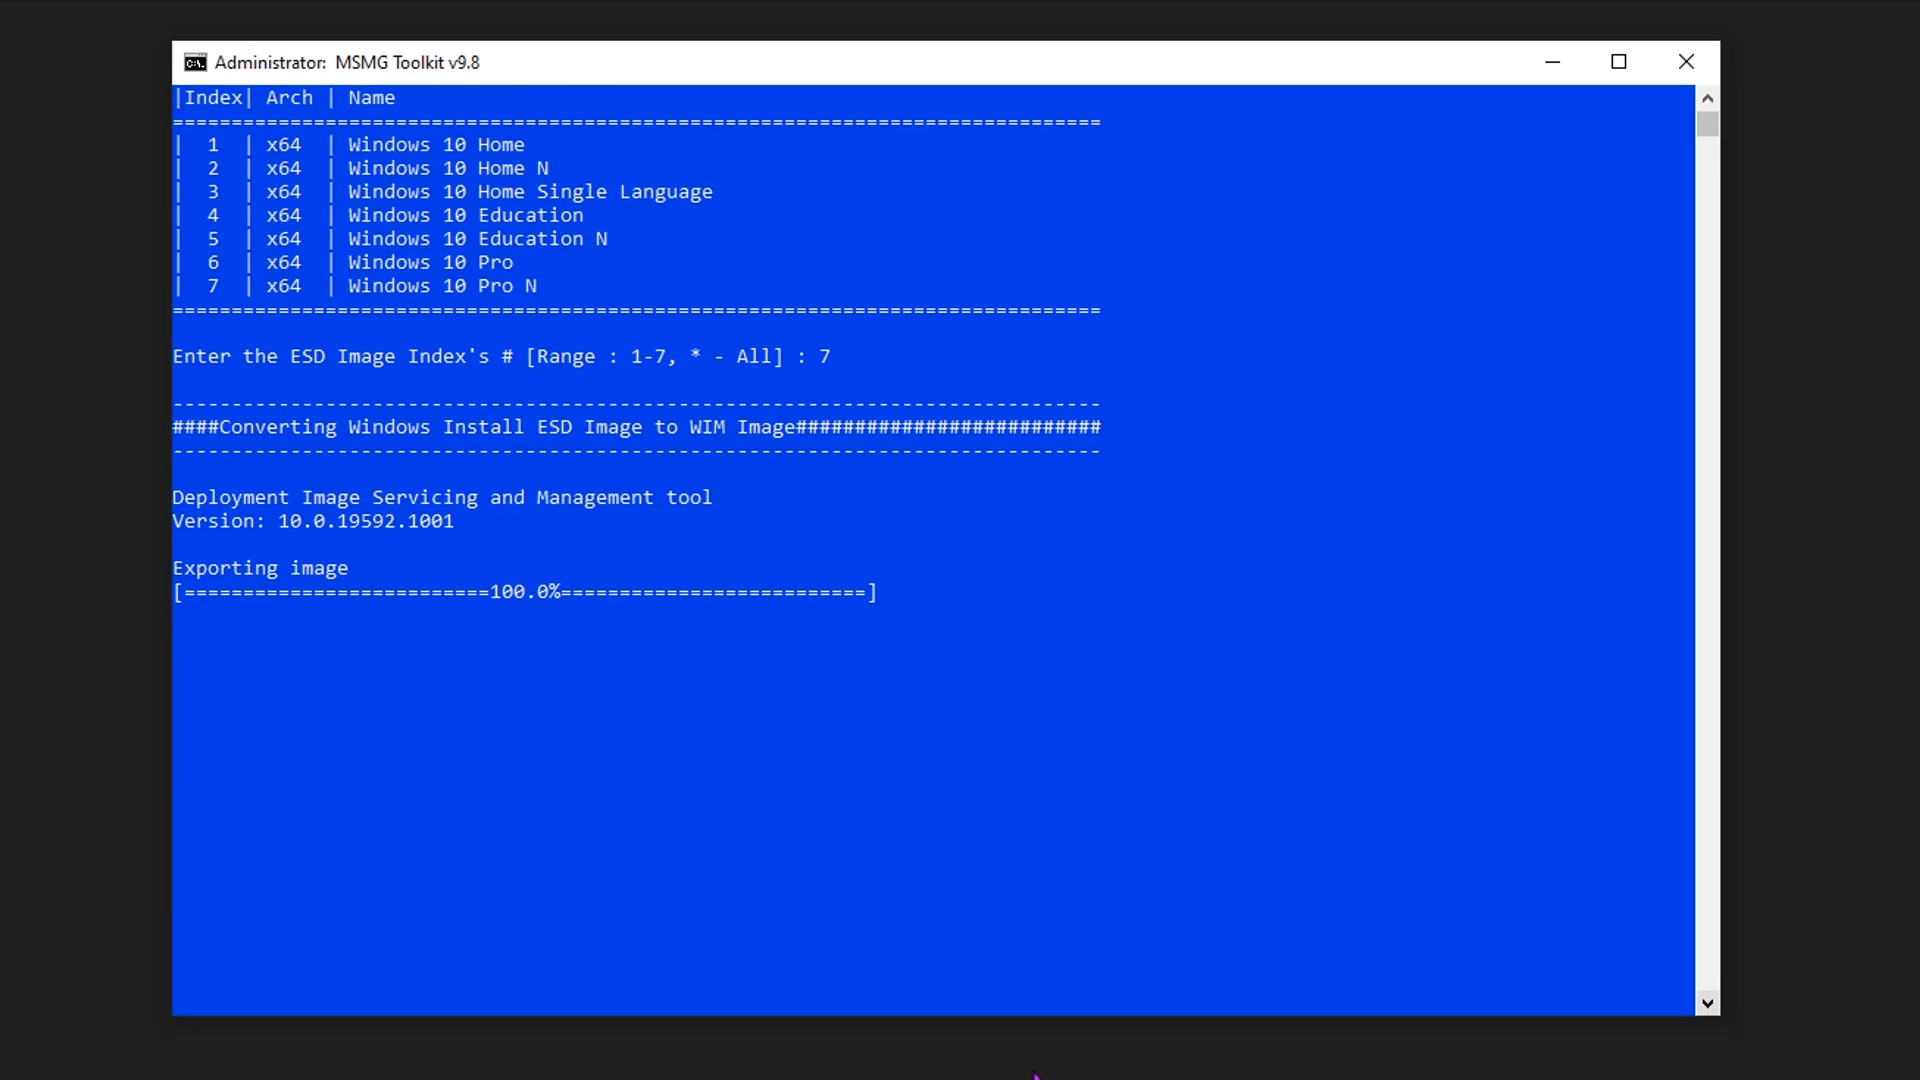 Administrator:  MSMG Toolkit v9.8
|Index| Arch | Name
===============================================================================
|  1  | x64  | Windows 10 Home
|  2  | x64  | Windows 10 Home N
|  3  | x64  | Windows 10 Home Single Language
|  4  | x64  | Windows 10 Education
|  5  | x64  | Windows 10 Education N
|  6  | x64  | Windows 10 Pro
|  7  | x64  | Windows 10 Pro N
===============================================================================
Enter the ESD Image Index's # [Range : 1-7, * - All] : 7
-------------------------------------------------------------------------------
####Converting Windows Install ESD Image to WIM Image##########################
-------------------------------------------------------------------------------
Deployment Image Servicing and Management tool
Version: 10.0.19592.1001
Exporting image
[==========================100.0%==========================]